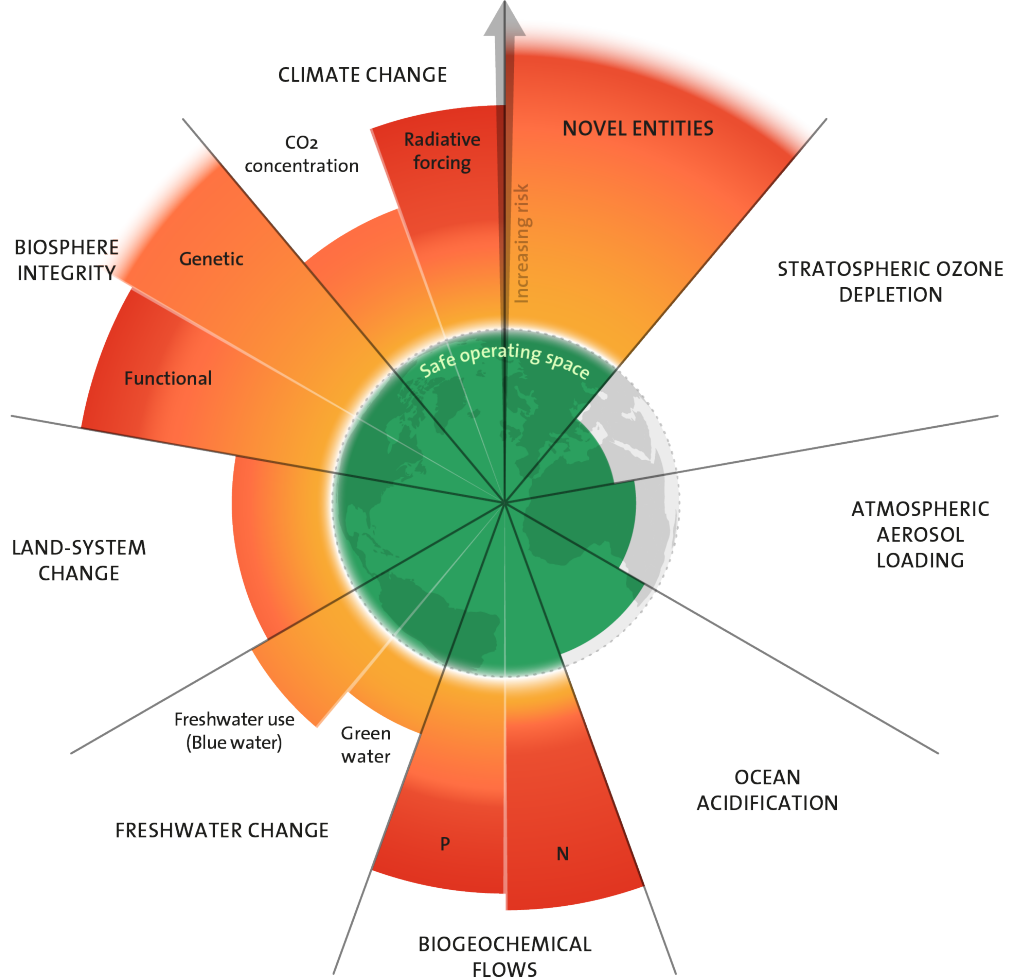 CLIMATE CHANGE
CO2
concentration
Radiative
forcing
NOVEL ENTITIES
Increasing risk
BIOSPHERE
INTEGRITY
Genetic
Functional
STRATOSPHERIC OZONE
DEPLETION
Safe operating space
ATMOSPHERIC
AEROSOL
LOADING
LAND-SYSTEM
CHANGE
Freshwater use
(Blue water)
Green
water
FRESHWATER CHANGE
OCEAN
ACIDIFICATION
P
N
BIOGEOCHEMICAL
FLOWS